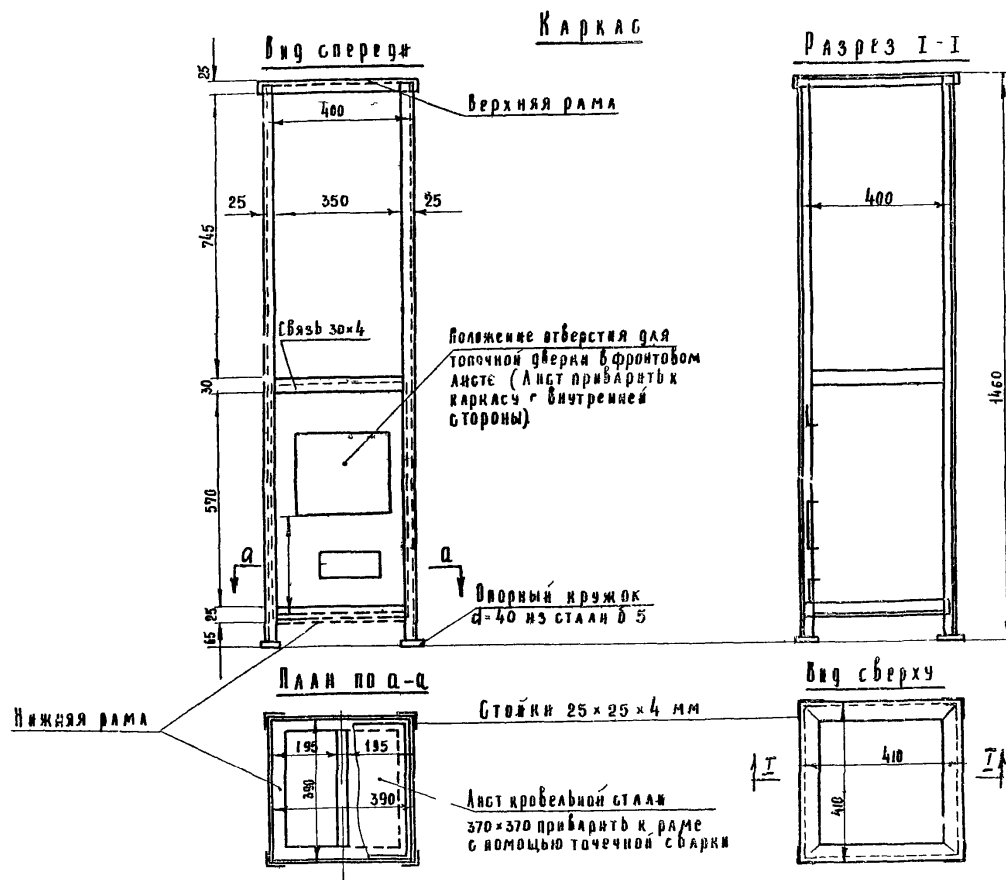 Каркас
Вид спереди
Разрез I-I
25
Верхняя рама
400
25
350
25
400
745
Связь 30×4
Положение отверстия для
топочной дверки в фронтовом
листе (Лист приварить к
каркасу с внутренней
стороны).
30
1460
570
а
а
Опорный кружок
d=40 из стали δ 5
25
65
План по а-а
Вид сверху
Нижняя рама
Стойки 25×25×4 мм
195
195
390
390
410
410
I
I
Лист кровельной стали
370×370 приварить к раме
с помощью точечной сварки